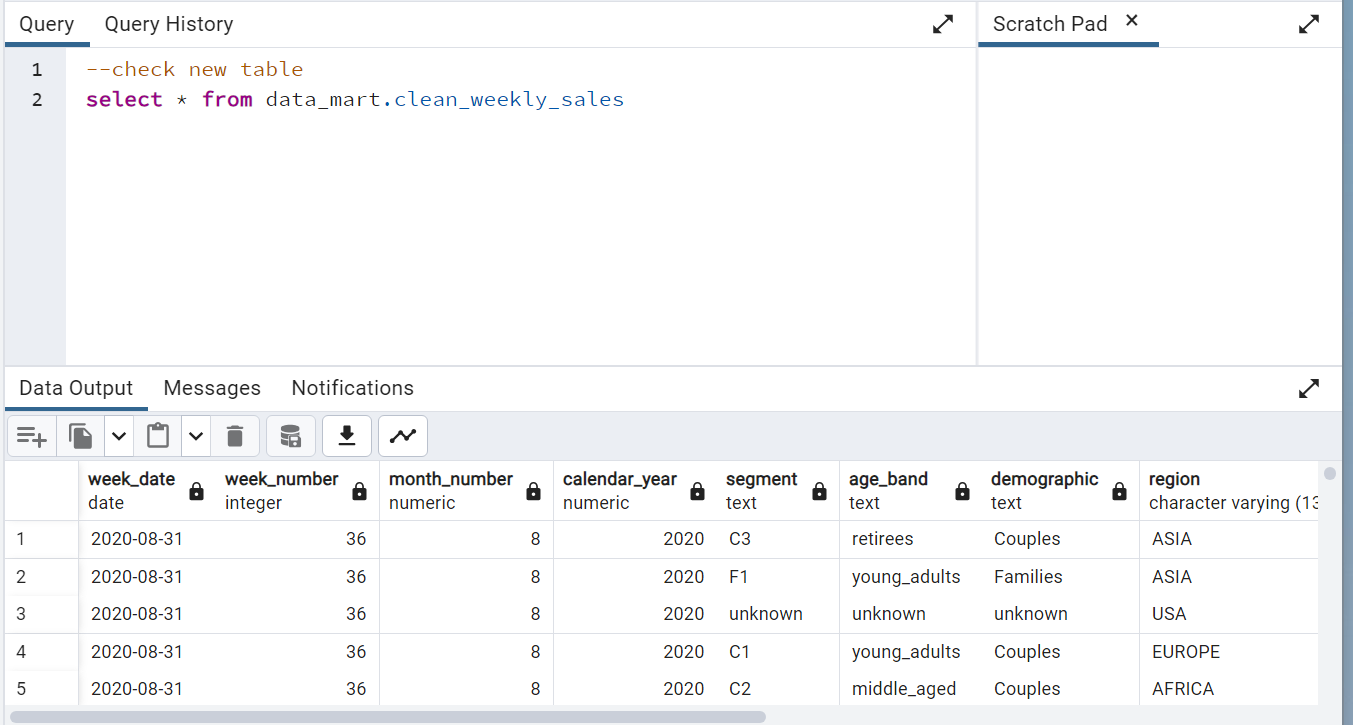 Query Query History Scratch Pad ×
1 --check new table
2 select * from data_mart.clean_weekly_sales
Data Output Messages Notifications
week_date week_number month_number calendar_year segment age_band demographic region
date integer numeric numeric text text text character varying (13
1 2020-08-31 36 8 2020 C3 retirees Couples ASIA
2 2020-08-31 36 8 2020 F1 young_adults Families ASIA
3 2020-08-31 36 8 2020 unknown unknown unknown USA
4 2020-08-31 36 8 2020 C1 young_adults Couples EUROPE
5 2020-08-31 36 8 2020 C2 middle_aged Couples AFRICA